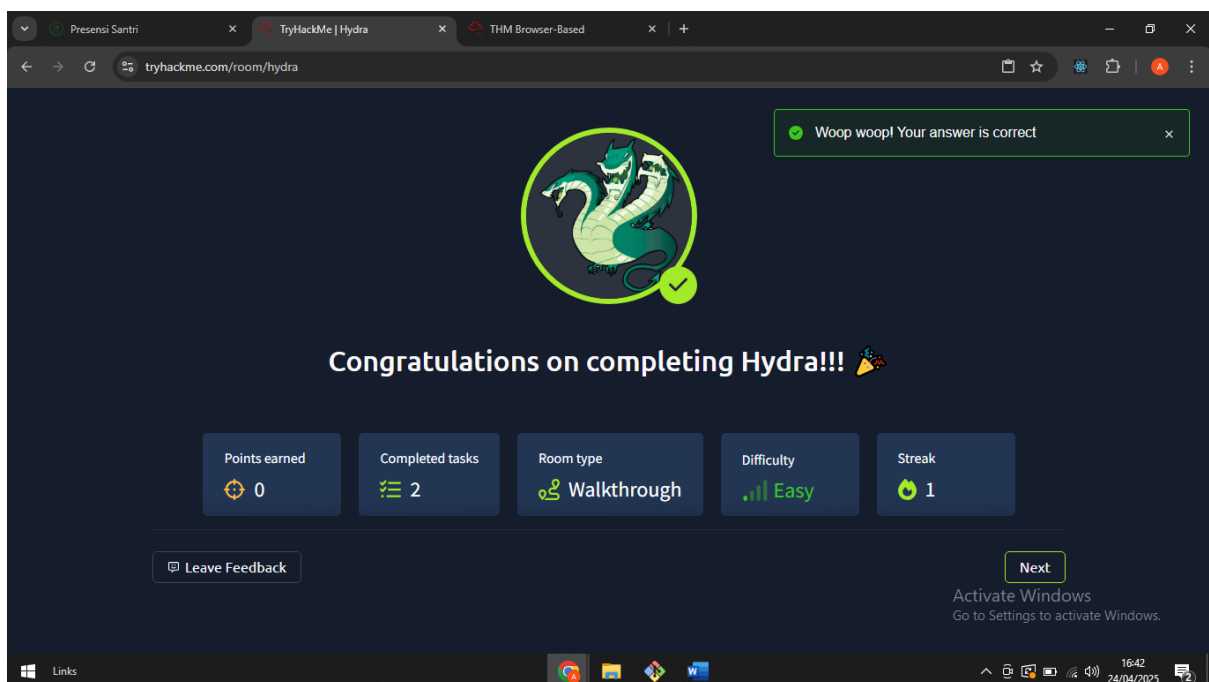 Presensi Santri
TryHackMe | Hydra
THM Browser-Based
tryhackme.com/room/hydra
A
Woop woop! Your answer is correct
Congratulations on completing Hydra!!!
Points earned
0
Completed tasks
2
Room type
Walkthrough
Difficulty
Easy
Streak
1
Leave Feedback
Next
Activate Windows
Go to Settings to activate Windows.
Links
16:42
24/04/2025
2